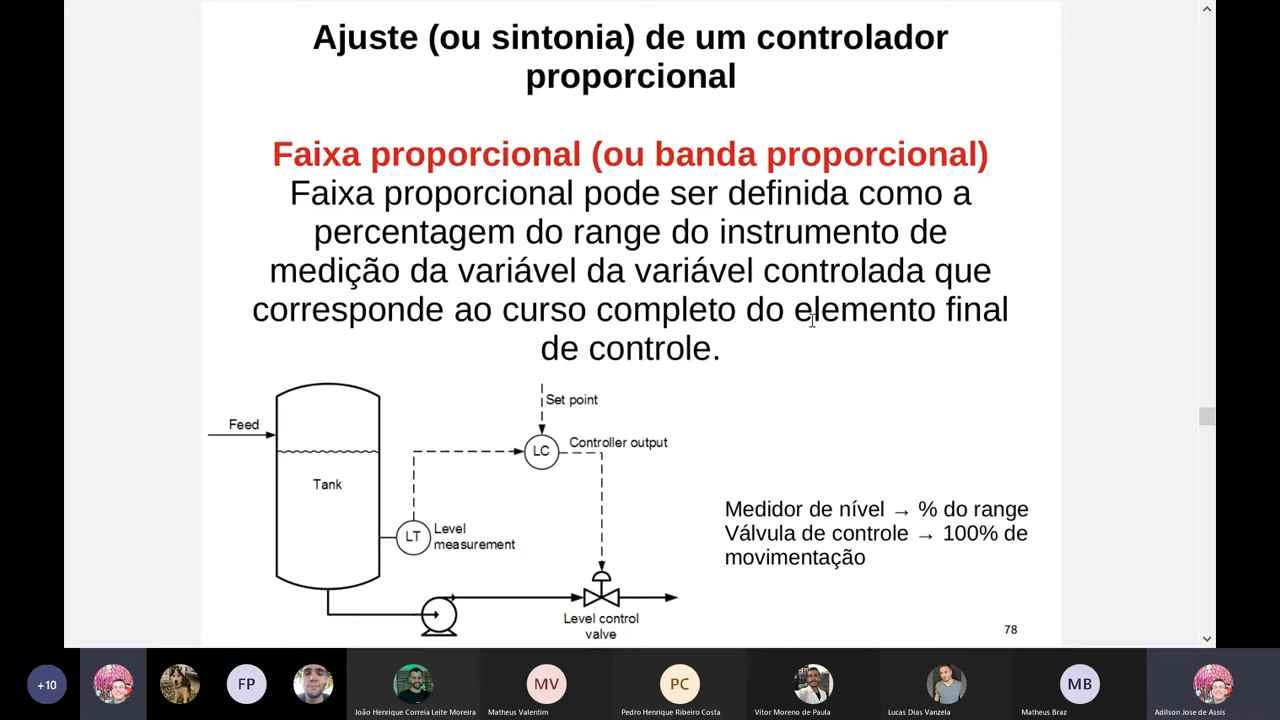 Ajuste (ou sintonia) de um controlador
proporcional
Faixa proporcional (ou banda proporcional)
Faixa proporcional pode ser definida como a
percentagem do range do instrumento de
medição da variável da variável controlada que
corresponde ao curso completo do elemento final
de controle.
Set point
Feed
Controller output
LC
Tank
LT
Level
measurement
Medidor de nível → % do range
Válvula de controle → 100% de
movimentação
Level control
valve
78
+10
FP
João Henrique Correia Leite Moreira
MV
Matheus Valentim
PC
Pedro Henrique Ribeiro Costa
Vítor Moreno de Paula
Lucas Dias Vanzela
MB
Matheus Braz
Adilson Jose de Assis